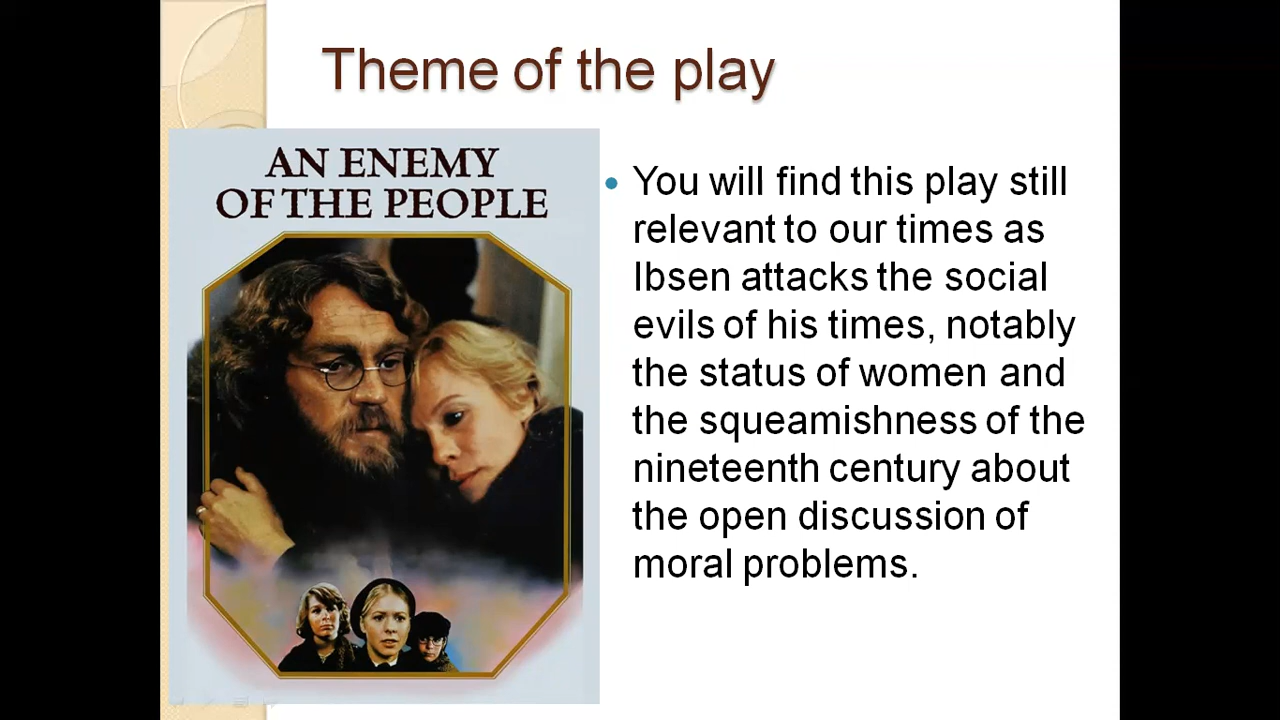 Theme of the play
AN ENEMY
OF THE PEOPLE
• You will find this play still
relevant to our times as
Ibsen attacks the social
evils of his times, notably
the status of women and
the squeamishness of the
nineteenth century about
the open discussion of
moral problems.